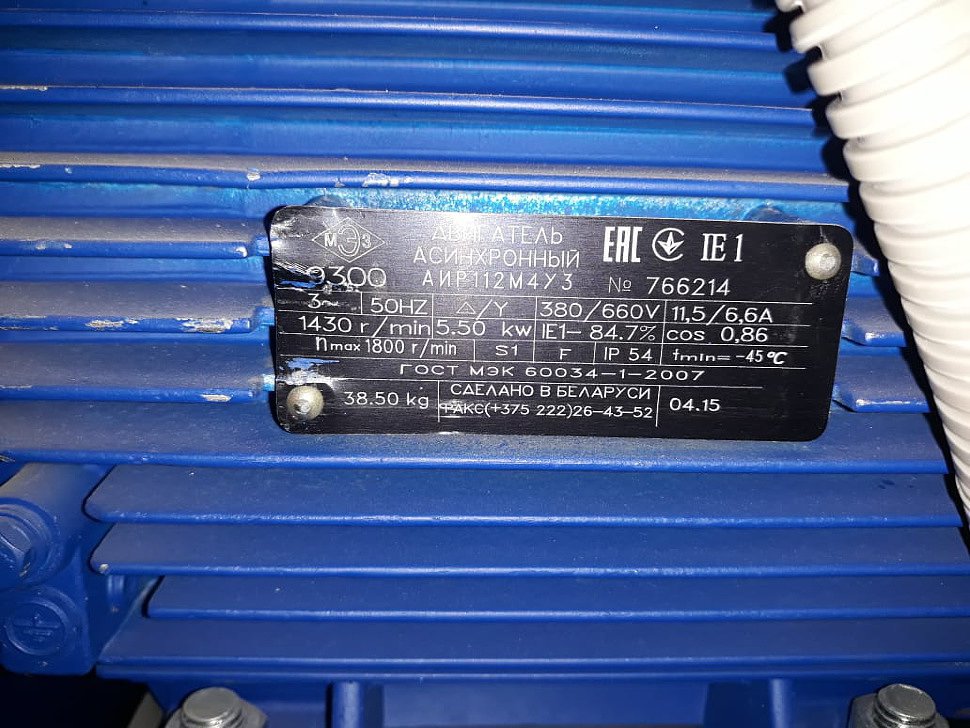 МЭЗ
9300
ДВИГАТЕЛЬ
АСИНХРОННЫЙ
АИР112М4У3
ЕАС IE1
№ 766214
3~ 50HZ △/Y 380/660V 11,5/6,6A
1430 r/min 5.50 kw IE1– 84.7% cos 0,86
nmax 1800 r/min S1 F IP 54 tmin= -45°C
ГОСТ МЭК 60034-1-2007
38.50 kg СДЕЛАНО В БЕЛАРУСИ 04.15
ФАКС(+375 222)26-43-52